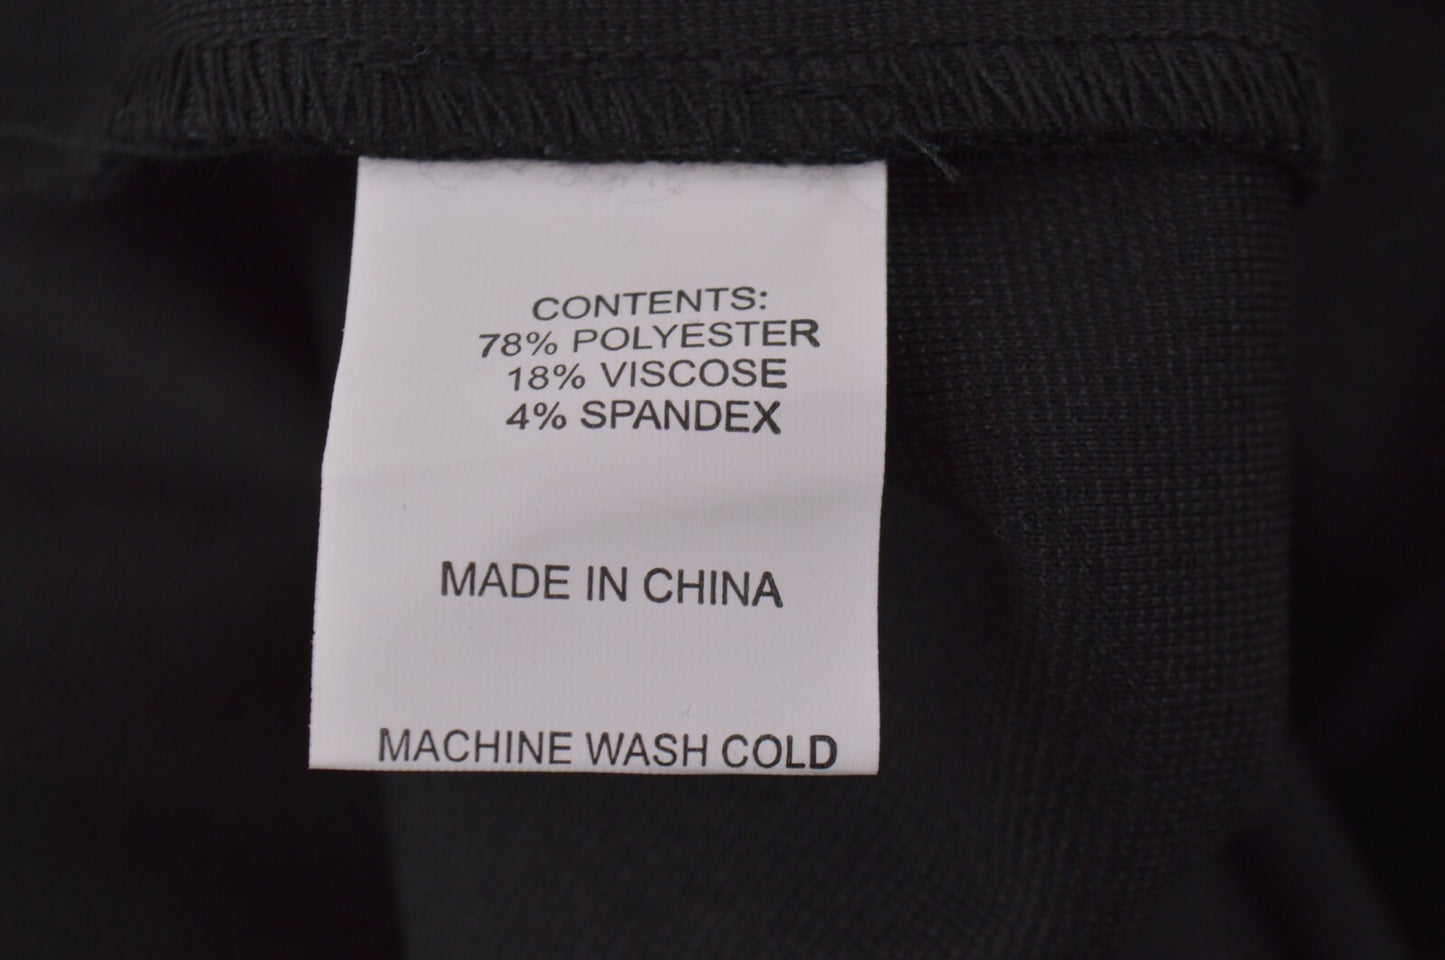 CONTENTS:
78% POLYESTER
18% VISCOSE
4% SPANDEX
MADE IN CHINA
MACHINE WASH COLD